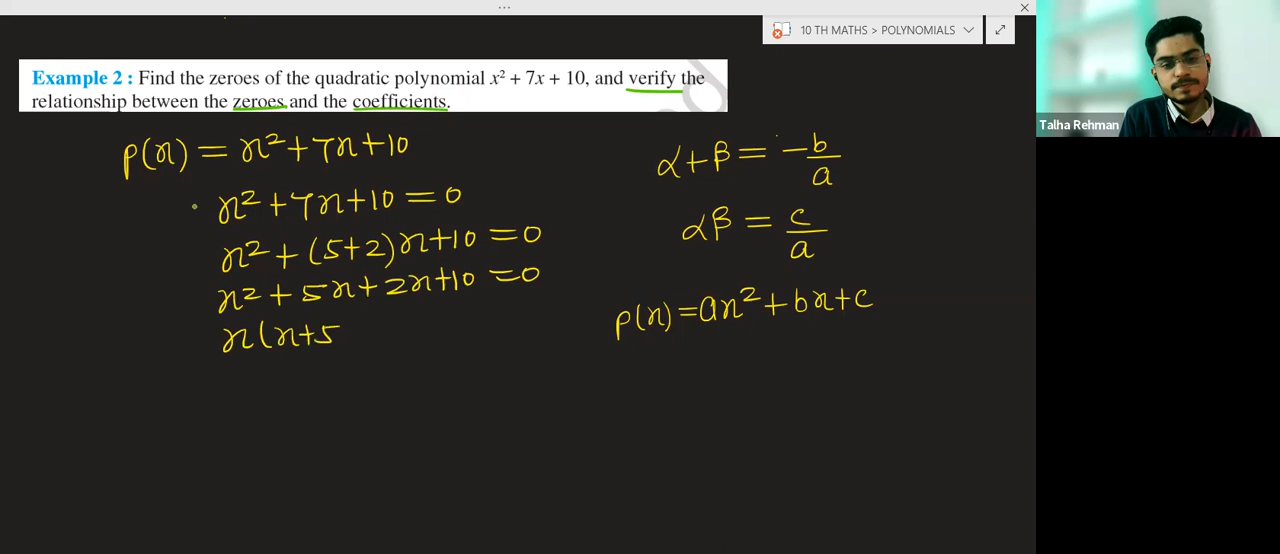 10 TH MATHS > POLYNOMIALS
Example 2 : Find the zeroes of the quadratic polynomial x² + 7x + 10, and verify the
relationship between the zeroes and the coefficients.
p(x) = x² + 7x + 10
x² + 7x + 10 = 0
x² + (5+2)x + 10 = 0
x² + 5x + 2x + 10 = 0
x(x+5
α + β = -b/a
αβ = c/a
p(x) = ax² + bx + c
Talha Rehman